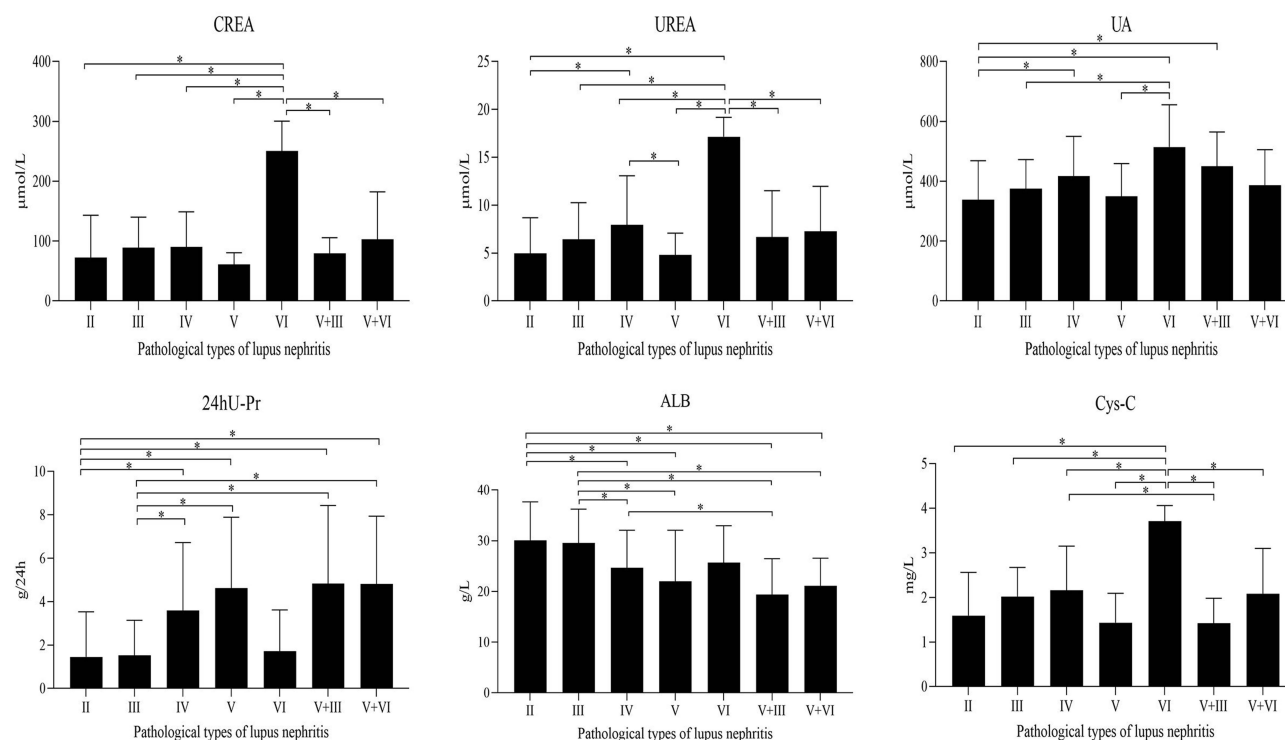 CREA
400
300
200
100
0
μmol/L
* * * * * * *
II III IV V VI V+III V+VI
Pathological types of lupus nephritis
UREA
25
20
15
10
5
0
μmol/L
* * * * * * * * *
II III IV V VI V+III V+VI
Pathological types of lupus nephritis
UA
800
600
400
200
0
μmol/L
* * * * *
II III IV V VI V+III V+VI
Pathological types of lupus nephritis
24hU-Pr
10
8
6
4
2
0
g/24h
* * * * * * * *
II III IV V VI V+III V+VI
Pathological types of lupus nephritis
ALB
40
30
20
10
0
g/L
* * * * * * * * *
II III IV V VI V+III V+VI
Pathological types of lupus nephritis
Cys-C
5
4
3
2
1
0
mg/L
* * * * * * *
II III IV V VI V+III V+VI
Pathological types of lupus nephritis